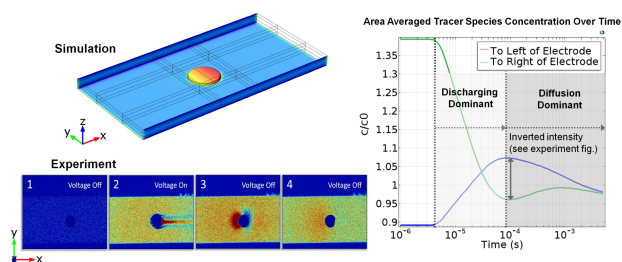 Simulation
z
y
x
Experiment
1
Voltage Off
2
Voltage On
3
Voltage Off
4
Voltage Off
y
x
Area Averaged Tracer Species Concentration Over Time
To Left of Electrode
To Right of Electrode
Discharging
Dominant
Diffusion
Dominant
Inverted intensity
(see experiment fig.)
c/c0
1.35
1.3
1.25
1.2
1.15
1.1
1.05
1
0.95
0.9
10⁻⁶
10⁻⁵
10⁻⁴
10⁻³
Time (s)